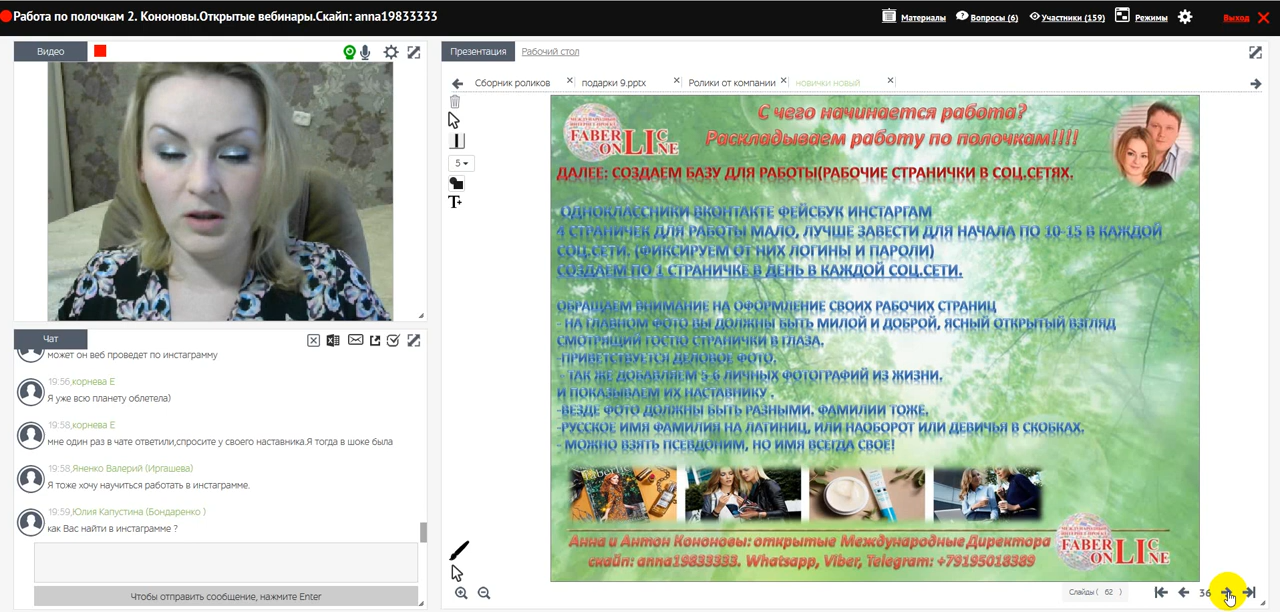 Работа по полочкам 2. Кононовы.Открытые вебинары.Скайп: anna19833333
Материалы
Вопросы (6)
Участники (159)
Режимы
Выход
Видео
Презентация
Рабочий стол
Сборник роликов
подарки 9.pptx
Ролики от компании
новички новый
5
T+
МЕЖДУНАРОДНЫЙ
ИНТЕРНЕТ-ПРОЕКТ
FABERLIC
ONLINE
С чего начинается работа?
Раскладываем работу по полочкам!!!!
ДАЛЕЕ: СОЗДАЕМ БАЗУ ДЛЯ РАБОТЫ(РАБОЧИЕ СТРАНИЧКИ В СОЦ.СЕТЯХ.
ОДНОКЛАССНИКИ ВКОНТАКТЕ ФЕЙСБУК ИНСТАРГАМ
4 СТРАНИЧЕК ДЛЯ РАБОТЫ МАЛО, ЛУЧШЕ ЗАВЕСТИ ДЛЯ НАЧАЛА ПО 10-15 В КАЖДОЙ
СОЦ.СЕТИ. (ФИКСИРУЕМ ОТ НИХ ЛОГИНЫ И ПАРОЛИ)
СОЗДАЕМ ПО 1 СТРАНИЧКЕ В ДЕНЬ В КАЖДОЙ СОЦ.СЕТИ.
ОБРАЩАЕМ ВНИМАНИЕ НА ОФОРМЛЕНИЕ СВОИХ РАБОЧИХ СТРАНИЦ
- НА ГЛАВНОМ ФОТО ВЫ ДОЛЖНЫ БЫТЬ МИЛОЙ И ДОБРОЙ, ЯСНЫЙ ОТКРЫТЫЙ ВЗГЛЯД
СМОТРЯЩИЙ ГОСПО СТРАНИЧКИ В ГЛАЗА.
-ПРИВЕТСТВУЕТСЯ ДЕЛОВОЕ ФОТО.
- ТАК ЖЕ ДОБАВЛЯЕМ 5-6 ЛИЧНЫХ ФОТОГРАФИЙ ИЗ ЖИЗНИ.
И ПОКАЗЫВАЕМ ИХ НАСТАВНИКУ .
-ВЕЗДЕ ФОТО ДОЛЖНЫ БЫТЬ РАЗНЫМИ. ФАМИЛИИ ТОЖЕ.
-РУССКОЕ ИМЯ ФАМИЛИЯ НА ЛАТИНИЦ, ИЛИ НАОБОРОТ ИЛИ ДЕВИЧЬЯ В СКОБКАХ.
- МОЖНО ВЗЯТЬ ПСЕВДОНИМ, НО ИМЯ ВСЕГДА СВОЕ!
Анна и Антон Кононовы: открытые Международные Директора
скайп: anna19833333. Whatsapp, Viber, Telegram: +79195018389
FABERLIC
ONLINE
Слайды ( 62 )
36
Чат
может он веб проведет по инстаграмму
19:56,корнева Е
Я уже всю планету облетела)
19:58,корнева Е
мне один раз в чате ответили,спросите у своего наставника.Я тогда в шоке была
19:58,Яненко Валерий (Иргашева)
Я тоже хочу научиться работать в инстаграмме.
19:59,Юлия Капустина (Бондаренко )
как Вас найти в инстаграмме ?
Чтобы отправить сообщение, нажмите Enter